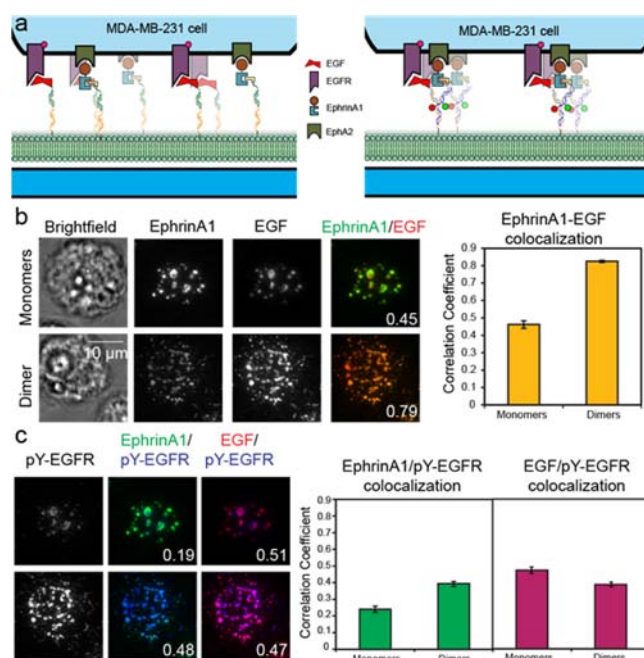 a
MDA-MB-231 cell
MDA-MB-231 cell
EGF
EGFR
EphrinA1
EphA2
b
Brightfield
EphrinA1
EGF
EphrinA1/EGF
Monomers
0.45
Dimer
10 µm
0.79
EphrinA1-EGF
colocalization
Correlation Coefficient
0.9
0.8
0.7
0.6
0.5
0.4
0.3
0.2
0.1
0
Monomers
Dimers
c
pY-EGFR
EphrinA1/
pY-EGFR
EGF/
pY-EGFR
0.19
0.51
0.48
0.47
EphrinA1/pY-EGFR
colocalization
EGF/pY-EGFR
colocalization
Correlation Coefficient
0.9
0.8
0.7
0.6
0.5
0.4
0.3
0.2
0.1
0
Monomers
Dimers
Monomers
Dimers